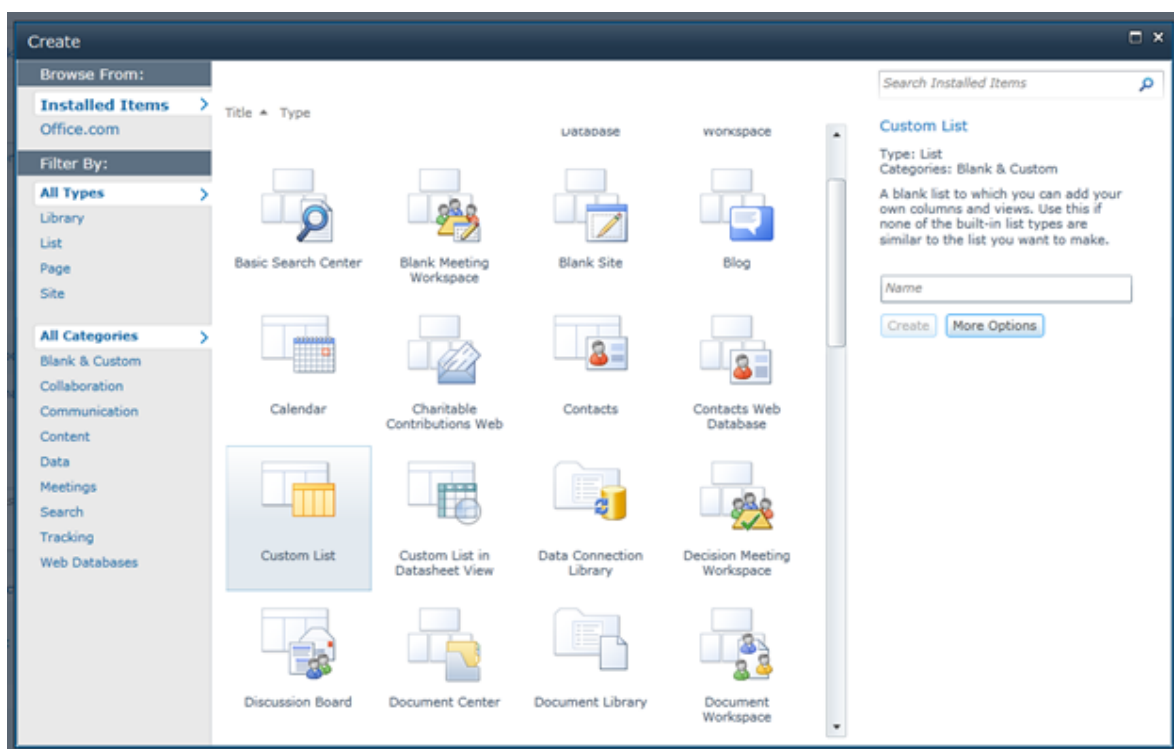 Create
Browse From:
Installed Items
Office.com
Filter By:
All Types
Library
List
Page
Site
All Categories
Blank & Custom
Collaboration
Communication
Content
Data
Meetings
Search
Tracking
Web Databases
Title Type
Database
Workspace
Basic Search Center
Blank Meeting
Workspace
Blank Site
Blog
Calendar
Charitable
Contributions Web
Contacts
Contacts Web
Database
Custom List
Custom List in
Datasheet View
Data Connection
Library
Decision Meeting
Workspace
Discussion Board
Document Center
Document Library
Document
Workspace
Search Installed Items
Custom List
Type: List
Categories: Blank & Custom
A blank list to which you can add your
own columns and views. Use this if
none of the built-in list types are
similar to the list you want to make.
Name
Create
More Options